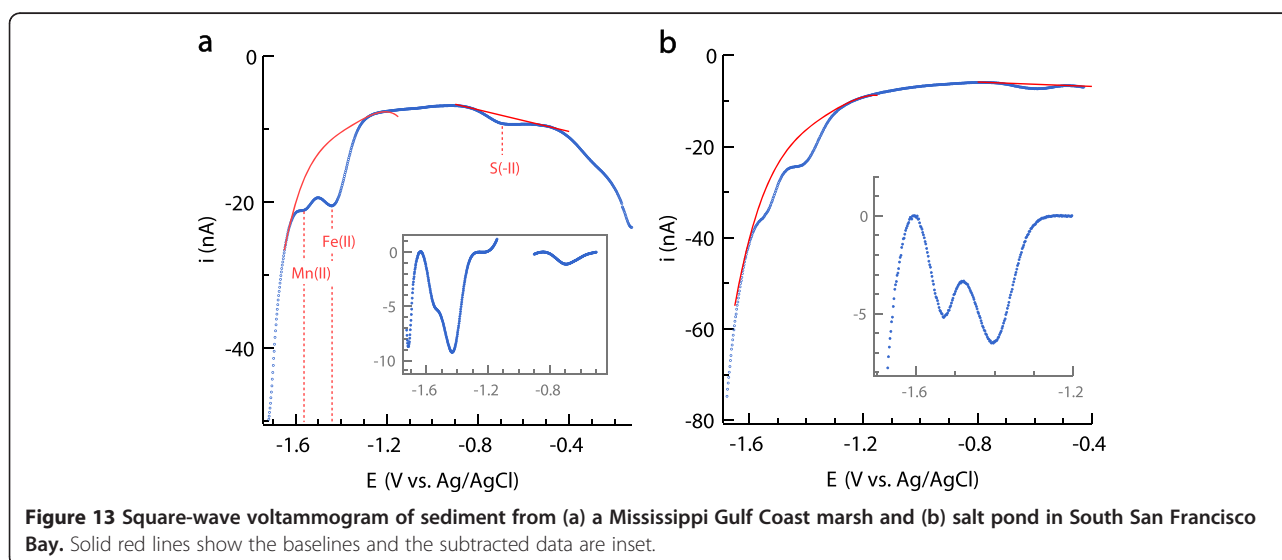 a
b
0
-20
-40
i (nA)
S(-II)
Fe(II)
Mn(II)
0
-5
-10
-1.6
-1.2
-0.8
-1.6
-1.2
-0.8
-0.4
E (V vs. Ag/AgCl)
0
-20
-40
-60
-80
i (nA)
0
-5
-1.6
-1.2
-1.6
-1.2
-0.8
-0.4
E (V vs. Ag/AgCl)
Figure 13 Square-wave voltammogram of sediment from (a) a Mississippi Gulf Coast marsh and (b) salt pond in South San Francisco
Bay. Solid red lines show the baselines and the subtracted data are inset.